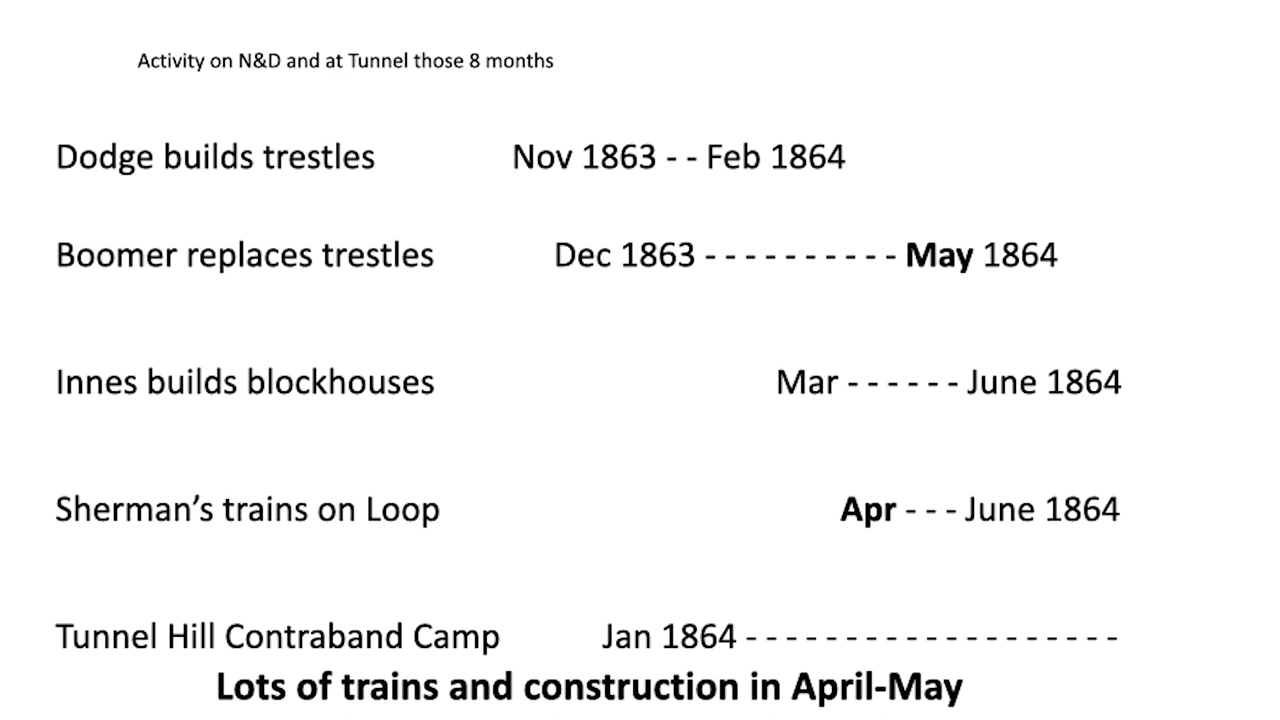 Activity on N&D and at Tunnel those 8 months
Dodge builds trestles Nov 1863 - - Feb 1864
Boomer replaces trestles Dec 1863 - - - - - - - - - - May 1864
Innes builds blockhouses Mar - - - - - - June 1864
Sherman’s trains on Loop Apr - - - June 1864
Tunnel Hill Contraband Camp Jan 1864 - - - - - - - - - - - - - - - - - - -
Lots of trains and construction in April-May